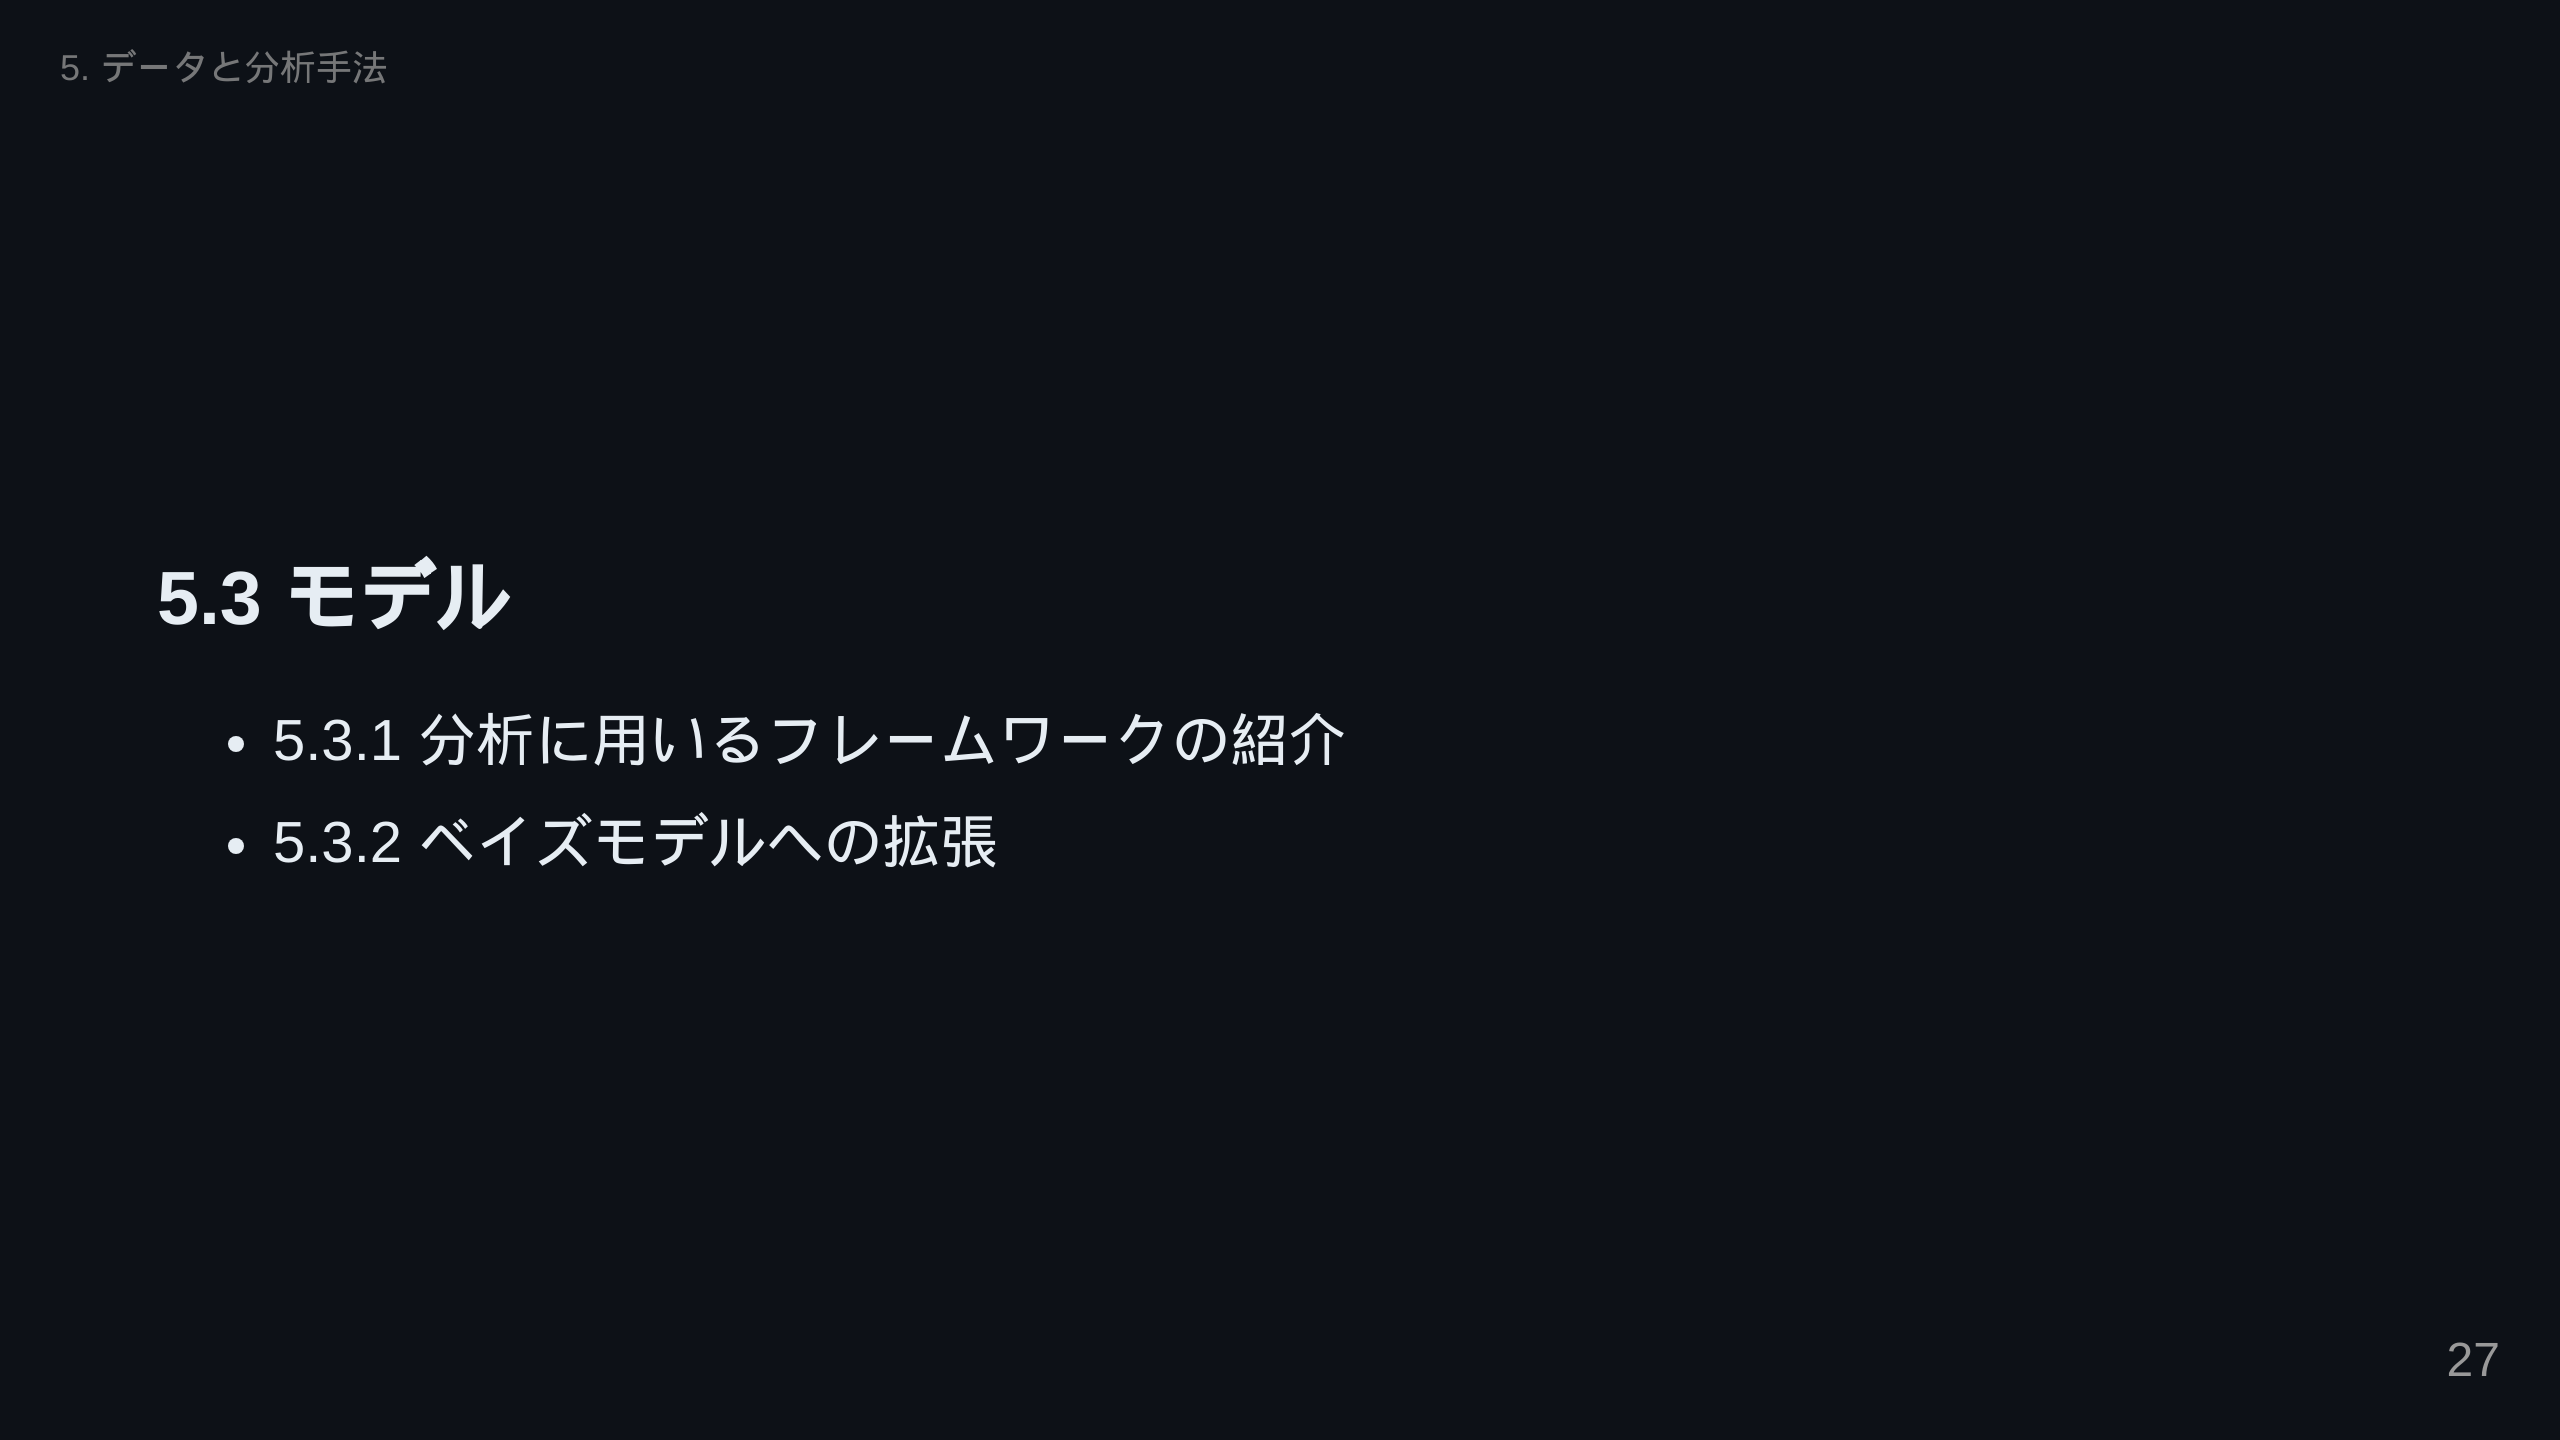 5. データと分析手法
5.3 モデル
• 5.3.1 分析に用いるフレームワークの紹介
• 5.3.2 ベイズモデルへの拡張
27